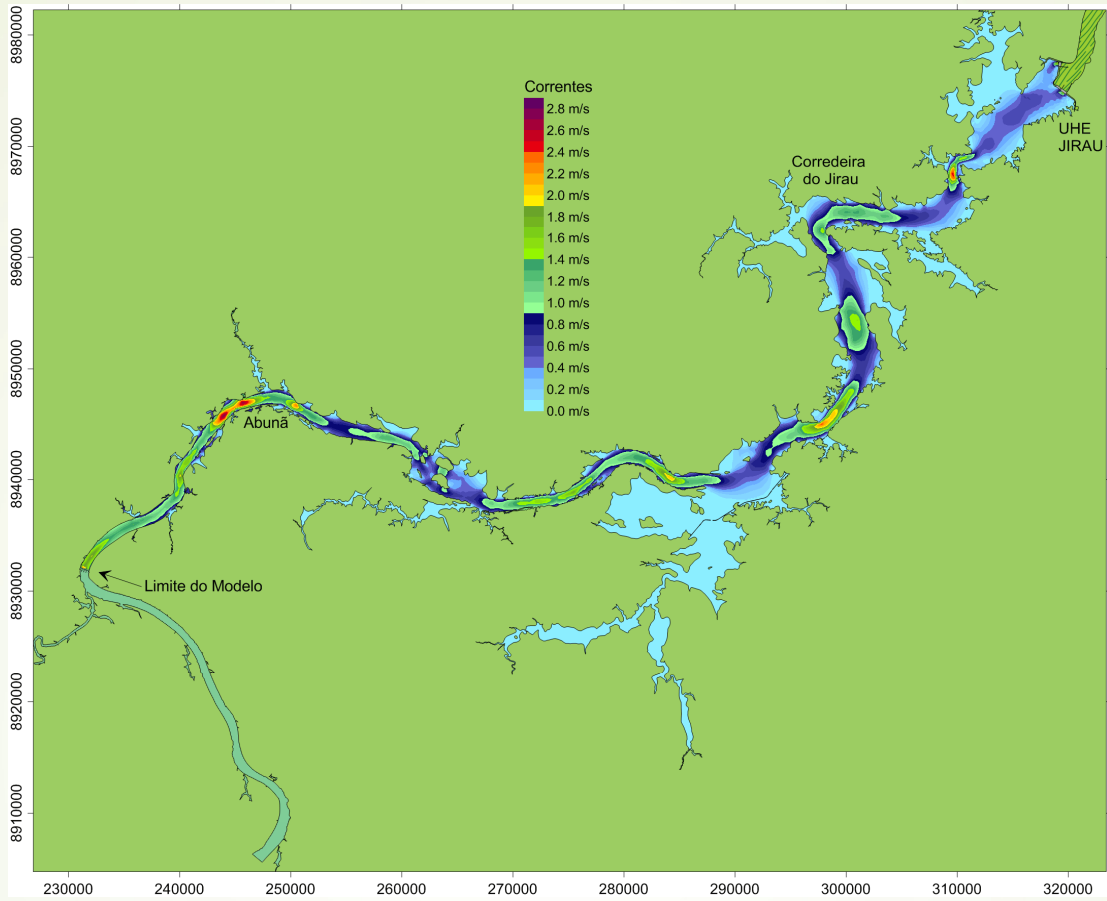 8980000
8970000
8960000
8950000
8940000
8930000
8920000
8910000
Correntes
2.8 m/s
2.6 m/s
2.4 m/s
2.2 m/s
2.0 m/s
1.8 m/s
1.6 m/s
1.4 m/s
1.2 m/s
1.0 m/s
0.8 m/s
0.6 m/s
0.4 m/s
0.2 m/s
0.0 m/s
UHE
JIRAU
Corredeira
do Jirau
Abunã
Limite do Modelo
230000 240000 250000 260000 270000 280000 290000 300000 310000 320000